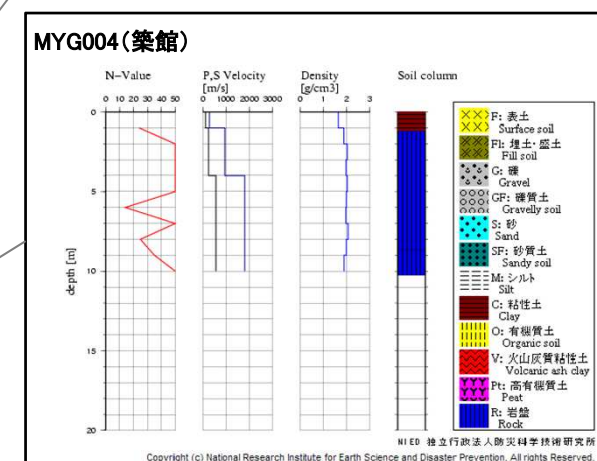 MYG004(築館)
N-Value
P,S Velocity
[m/s]
Density
[g/cm3]
Soil column
0 10 20 30 40 50
0 1000 2000 3000
0 1 2 3
0
5
10
15
20
depth [m]
F: 表土
Surface soil
Fl: 埋土・盛土
Fill soil
G: 礫
Gravel
GF: 礫質土
Gravelly soil
S: 砂
Sand
SF: 砂質土
Sandy soil
M: シルト
Silt
C: 粘性土
Clay
O: 有機質土
Organic soil
V: 火山灰質粘性土
Volcanic ash clay
Pt: 高有機質土
Peat
R: 岩盤
Rock
NIED 独立行政法人防災科学技術研究所
Copyright (c) National Research Institute for Earth Science and Disaster Prevention, All rights Reserved.